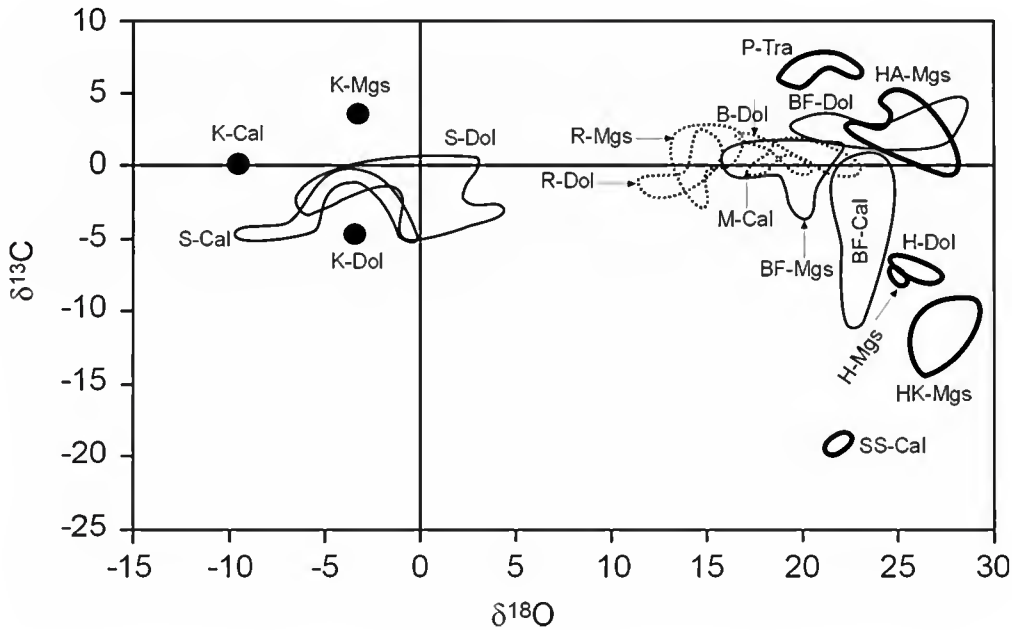 10
5
0
-5
-10
-15
-20
-25
δ13C
-15
-10
-5
0
5
10
15
20
25
30
δ18O
P-Tra
HA-Mgs
K-Mgs
BF-Dol
B-Dol
K-Cal
S-Dol
R-Mgs
R-Dol
M-Cal
S-Cal
K-Dol
BF-Mgs
BF-Cal
H-Dol
H-Mgs
HK-Mgs
SS-Cal